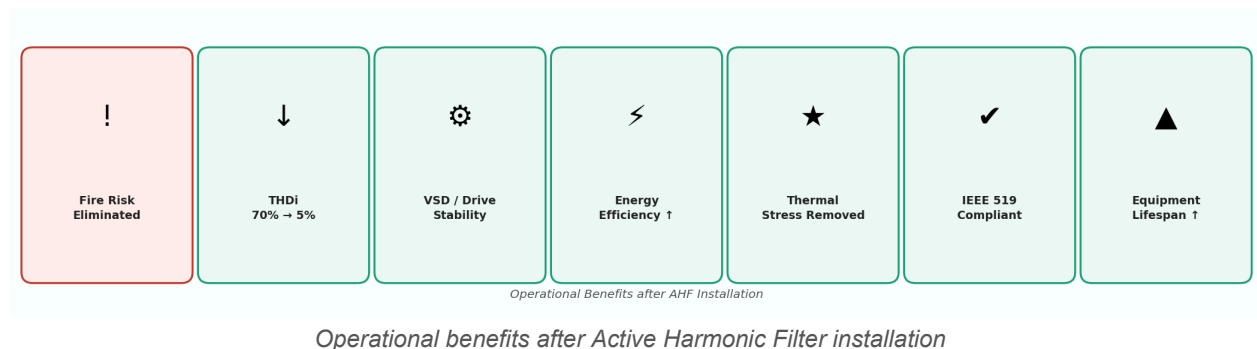 !
↓
⚙
⚡
★
✔
▲
Fire Risk
Eliminated
THDi
70% → 5%
VSD / Drive
Stability
Energy
Efficiency ↑
Thermal
Stress Removed
IEEE 519
Compliant
Equipment
Lifespan ↑
Operational Benefits after AHF Installation
Operational benefits after Active Harmonic Filter installation